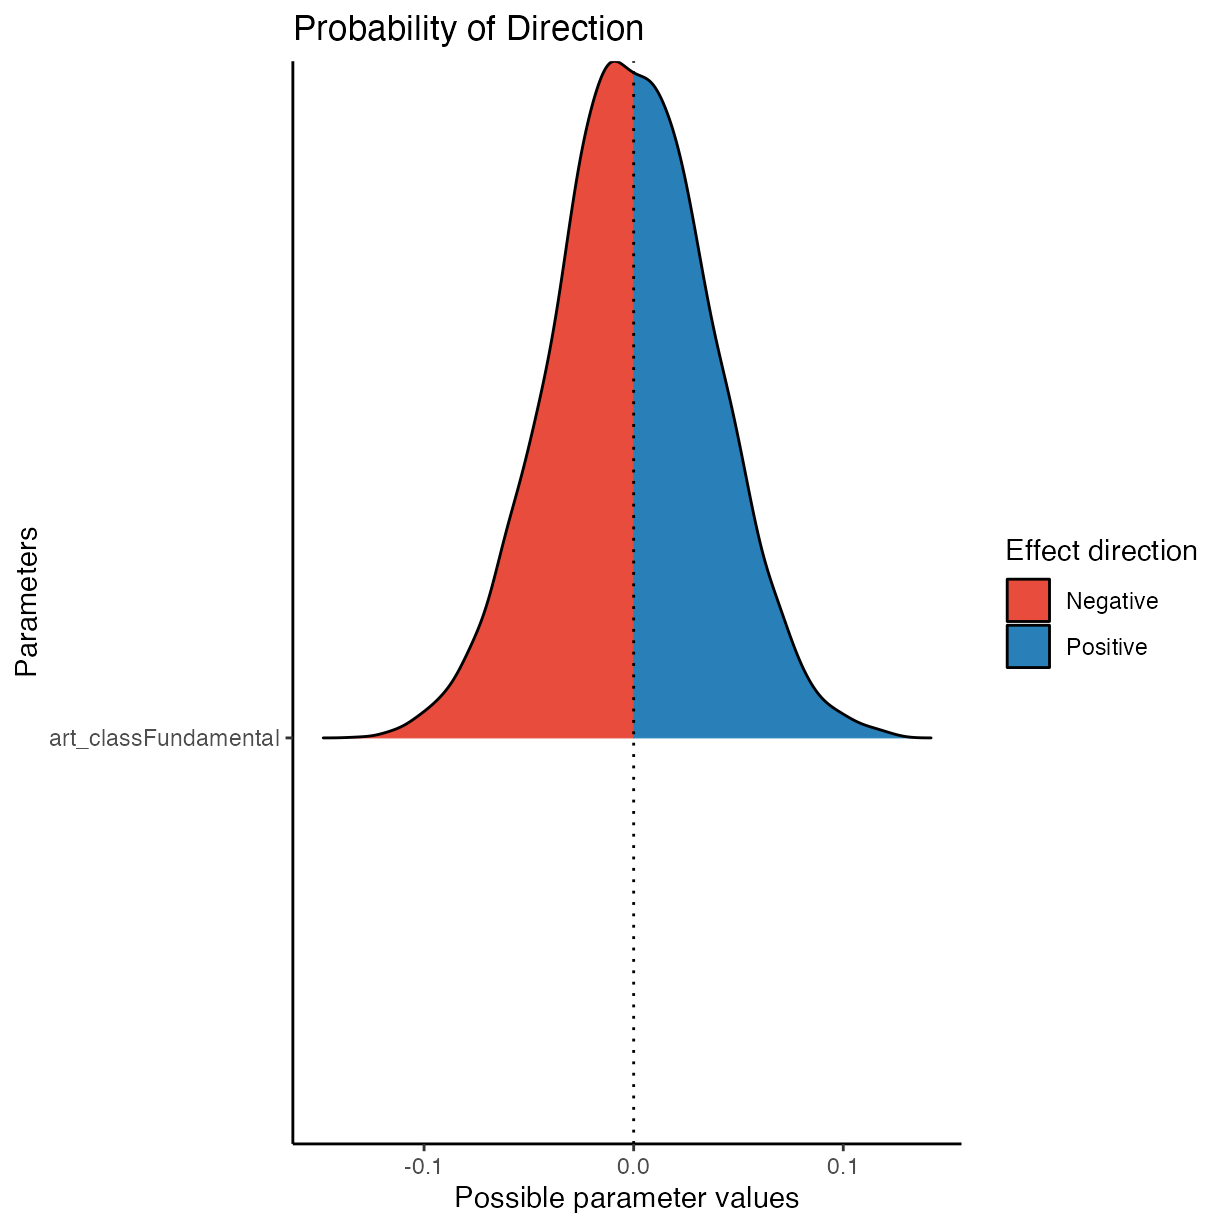 Probability of Direction
Parameters
art_classFundamental
Effect direction
Negative
Positive
-0.1
0.0
0.1
Possible parameter values